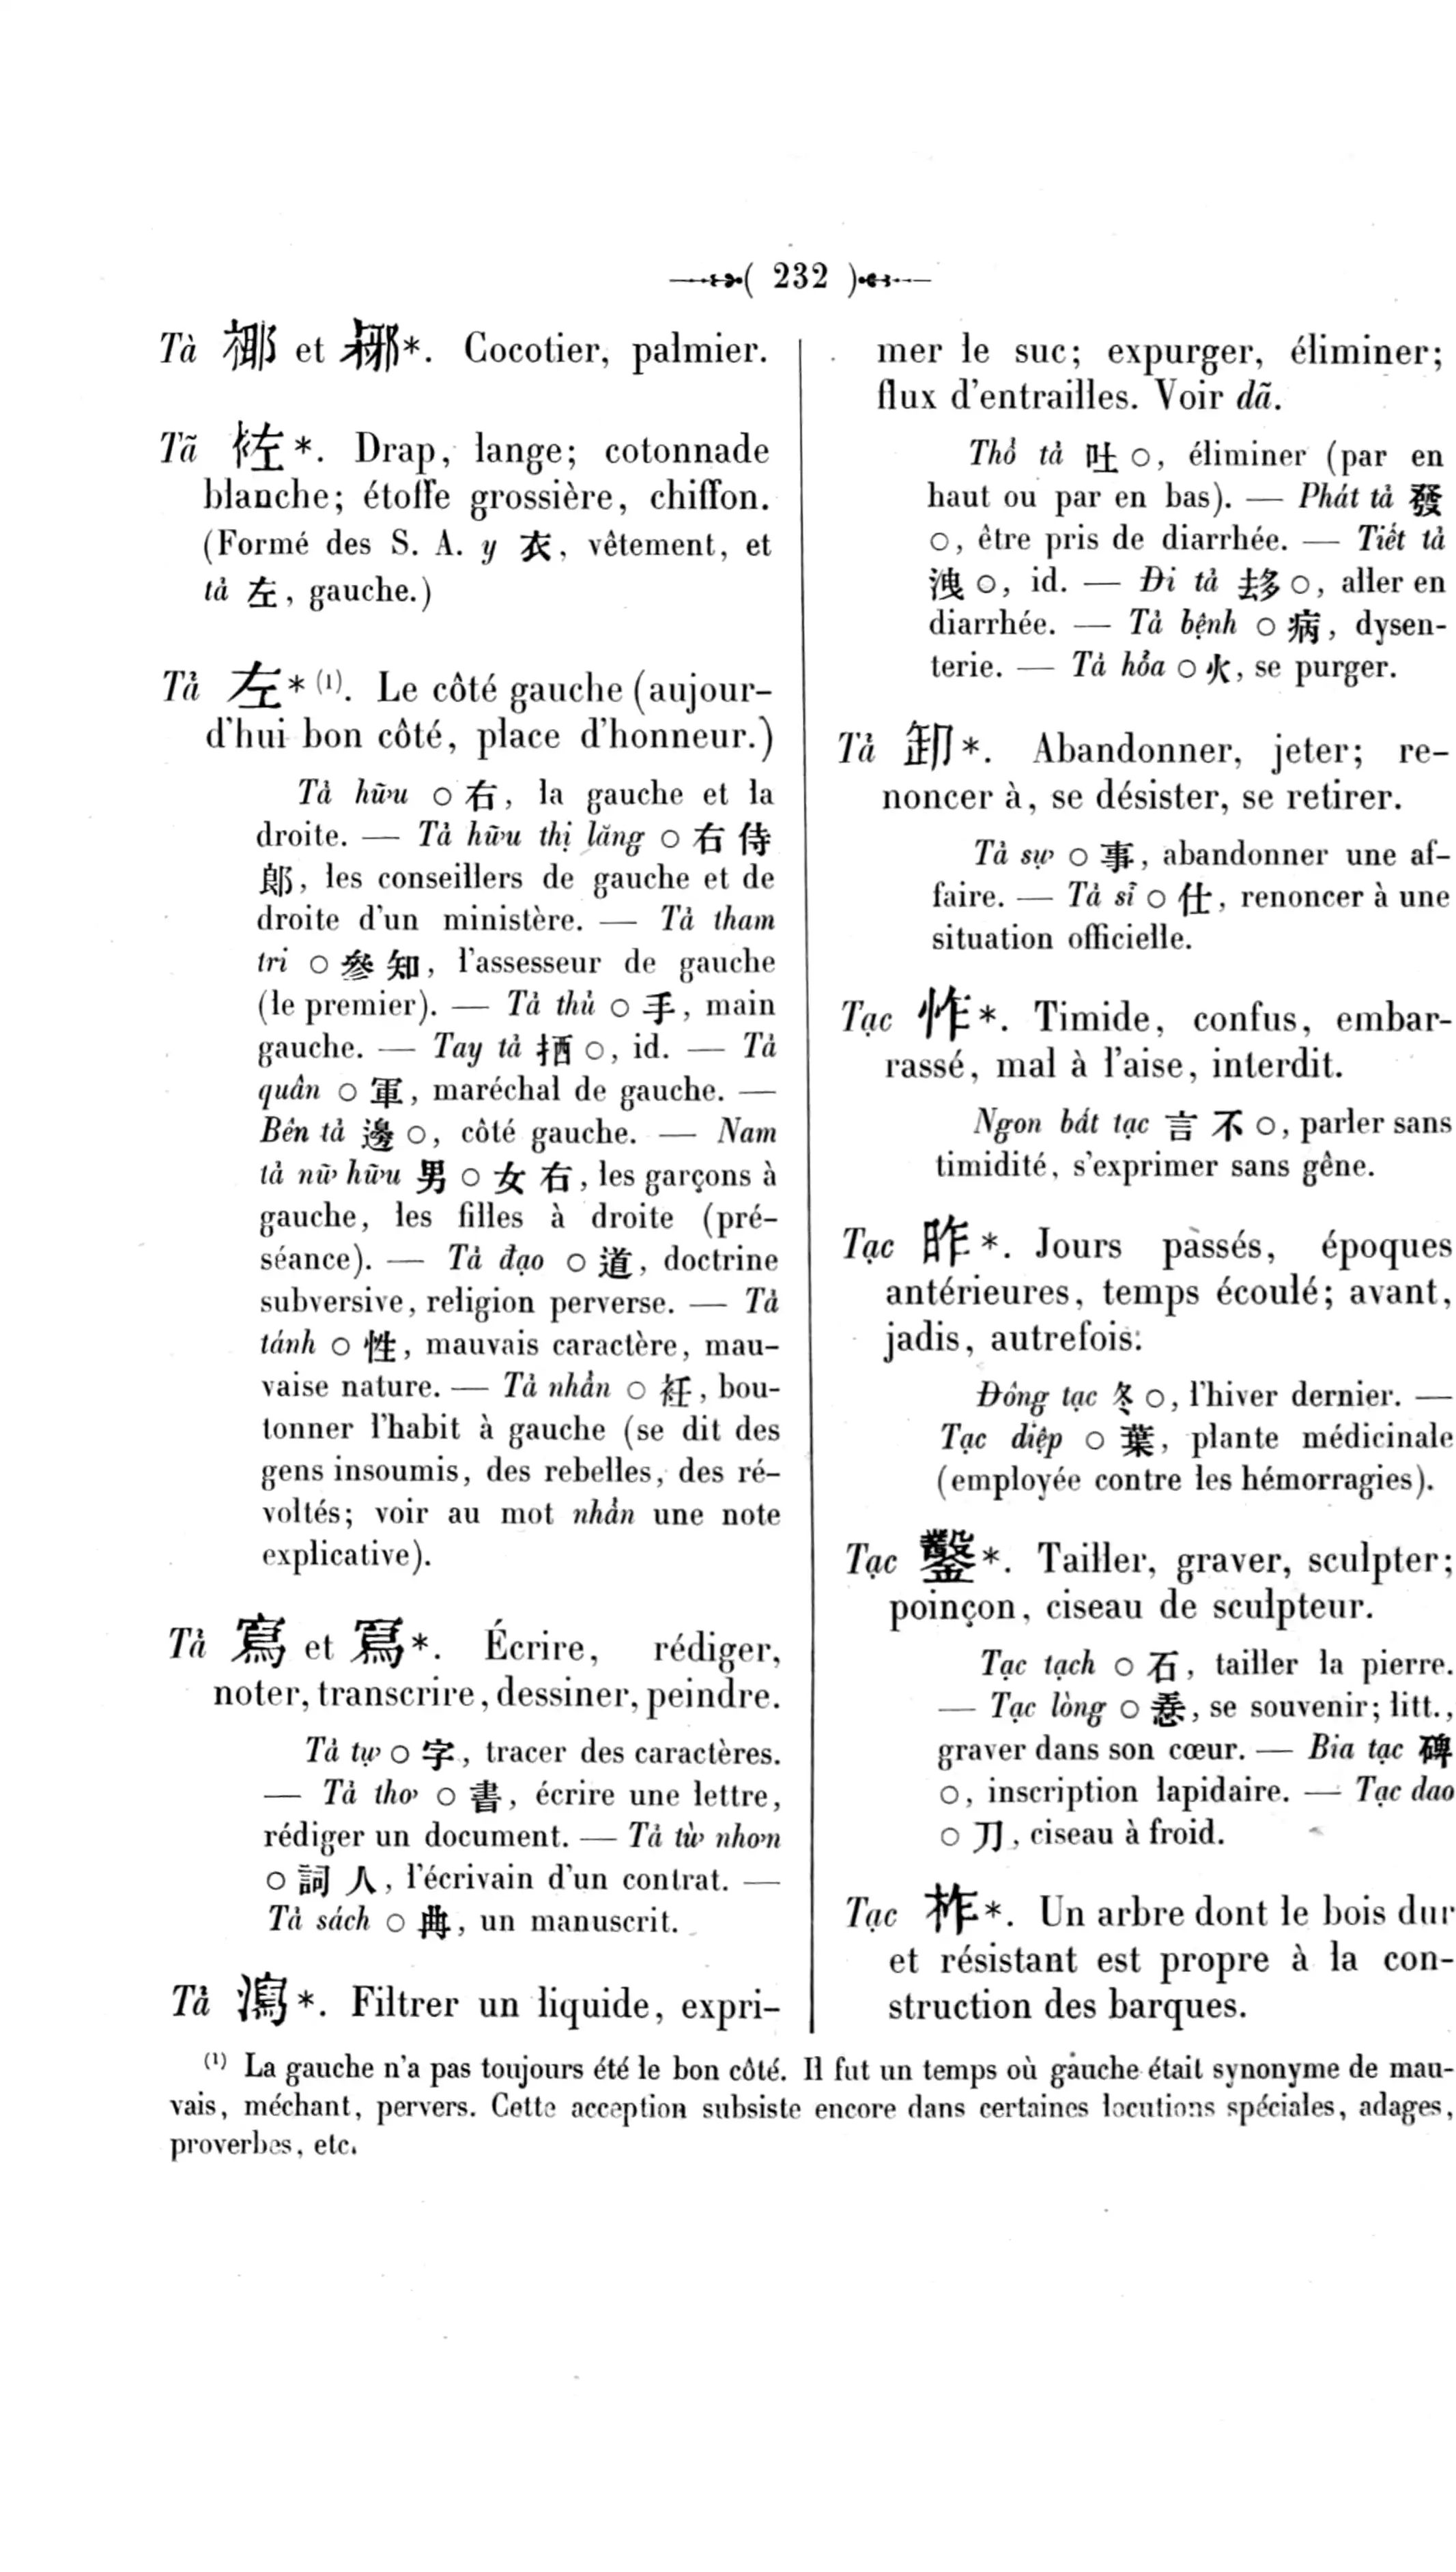 ( 232 )
Tà 梛 et 梛*. Cocotier, palmier.
Tã 袏*. Drap, lange; cotonnade
blanche; étoffe grossière, chiffon.
(Formé des S. A. y 衣, vêtement, et
tả 左, gauche.)
Tả 左* (1). Le côté gauche (aujour-
d'hui bon côté, place d'honneur.)
Tả hữu ○ 右, la gauche et la
droite. — Tả hữu thị lăng ○ 右 侍
郎, les conseillers de gauche et de
droite d'un ministère. — Tả tham
tri ○ 參 知, l'assesseur de gauche
(le premier). — Tả thủ ○ 手, main
gauche. — Tay tả 拪 ○, id. — Tả
quân ○ 軍, maréchal de gauche. —
Bên tả 邊 ○, côté gauche. — Nam
tả nữ hữu 男 ○ 女 右, les garçons à
gauche, les filles à droite (pré-
séance). — Tả đạo ○ 道, doctrine
subversive, religion perverse. — Tả
tánh ○ 性, mauvais caractère, mau-
vaise nature. — Tả nhẩn ○ 衽, bou-
tonner l'habit à gauche (se dit des
gens insoumis, des rebelles, des ré-
voltés; voir au mot nhẩn une note
explicative).
Tả 寫 et 冩*. Écrire, rédiger,
noter, transcrire, dessiner, peindre.
Tả tự ○ 字, tracer des caractères.
— Tả thơ ○ 書, écrire une lettre,
rédiger un document. — Tả từ nhơn
○ 詞 人, l'écrivain d'un contrat. —
Tả sách ○ 典, un manuscrit.
Tả 瀉*. Filtrer un liquide, expri-
mer le suc; expurger, éliminer;
flux d'entrailles. Voir dã.
Thổ tả 吐 ○, éliminer (par en
haut ou par en bas). — Phát tả 發
○, être pris de diarrhée. — Tiết tả
洩 ○, id. — Đi tả 𠫾 ○, aller en
diarrhée. — Tả bệnh ○ 病, dysen-
terie. — Tả hỏa ○ 火, se purger.
Tả 卸*. Abandonner, jeter; re-
noncer à, se désister, se retirer.
Tả sự ○ 事, abandonner une af-
faire. — Tả sĩ ○ 仕, renoncer à une
situation officielle.
Tạc 怍*. Timide, confus, embar-
rassé, mal à l'aise, interdit.
Ngon bất tạc 言 不 ○, parler sans
timidité, s'exprimer sans gêne.
Tạc 昨*. Jours passés, époques
antérieures, temps écoulé; avant,
jadis, autrefois.
Đông tạc 冬 ○, l'hiver dernier. —
Tạc diệp ○ 葉, plante médicinale
(employée contre les hémorragies).
Tạc 鑿*. Tailler, graver, sculpter;
poinçon, ciseau de sculpteur.
Tạc tạch ○ 石, tailler la pierre.
— Tạc lòng ○ 㥬, se souvenir; litt.,
graver dans son cœur. — Bia tạc 碑
○, inscription lapidaire. — Tạc dao
○ 刀, ciseau à froid.
Tạc 柞*. Un arbre dont le bois dur
et résistant est propre à la con-
struction des barques.
(1) La gauche n'a pas toujours été le bon côté. Il fut un temps où gauche était synonyme de mau-
vais, méchant, pervers. Cette acception subsiste encore dans certaines locutions spéciales, adages,
proverbes, etc.